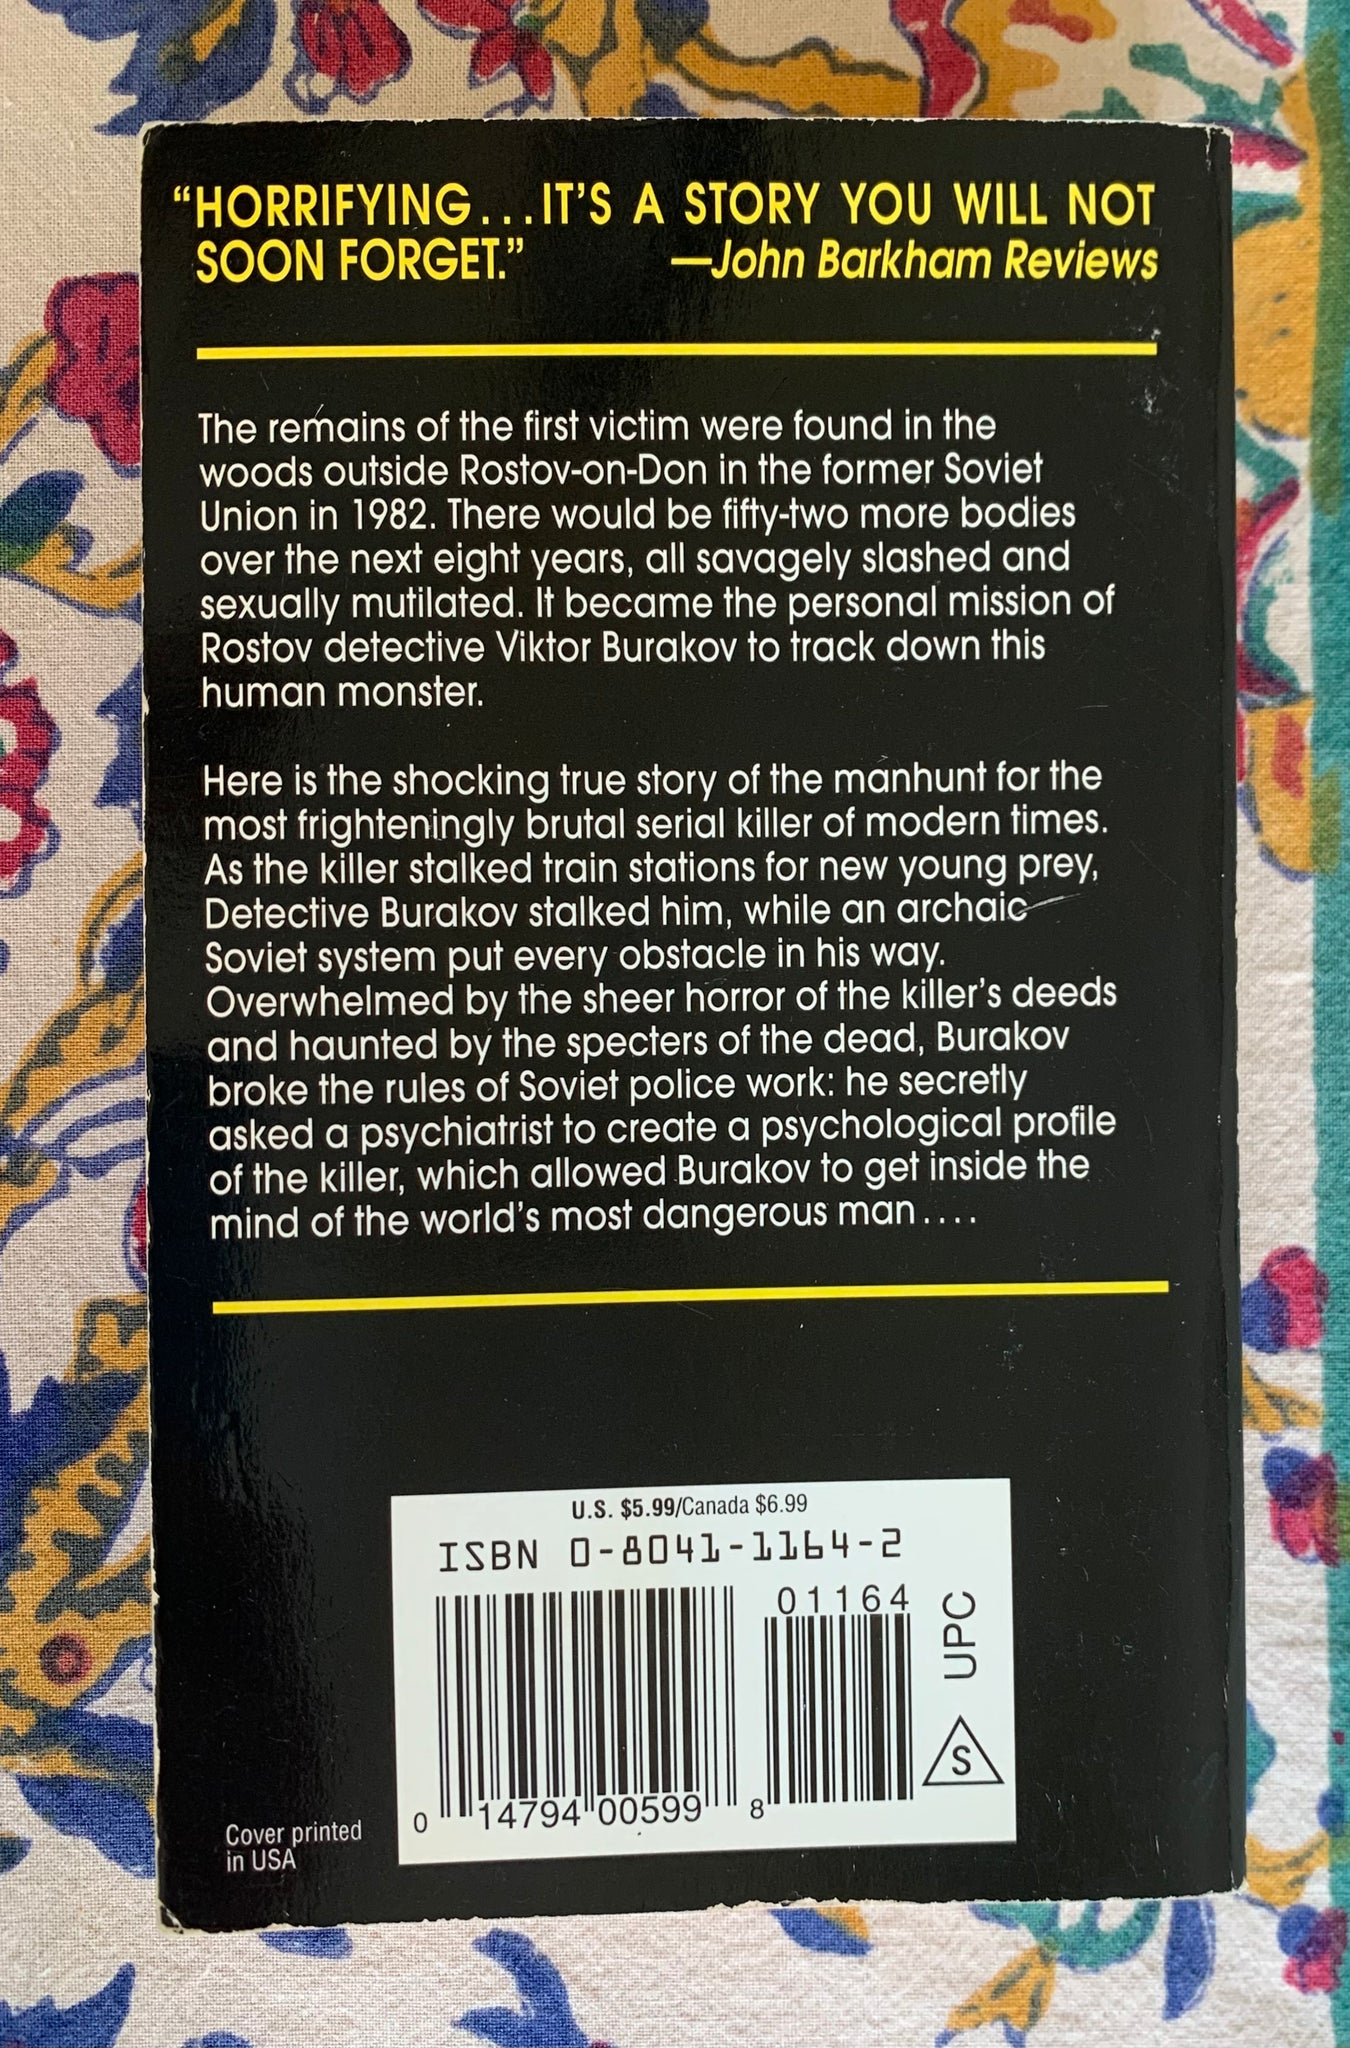 “HORRIFYING...IT'S A STORY YOU WILL NOT
SOON FORGET.”
—John Barkham Reviews
The remains of the first victim were found in the
woods outside Rostov-on-Don in the former Soviet
Union in 1982. There would be fifty-two more bodies
over the next eight years, all savagely slashed and
sexually mutilated. It became the personal mission of
Rostov detective Viktor Burakov to track down this
human monster.
Here is the shocking true story of the manhunt for the
most frighteningly brutal serial killer of modern times.
As the killer stalked train stations for new young prey,
Detective Burakov stalked him, while an archaic
Soviet system put every obstacle in his way.
Overwhelmed by the sheer horror of the killer's deeds
and haunted by the specters of the dead, Burakov
broke the rules of Soviet police work: he secretly
asked a psychiatrist to create a psychological profile
of the killer, which allowed Burakov to get inside the
mind of the world's most dangerous man....
U.S. $5.99/Canada $6.99
ISBN 0-8041-1164-2
01164
UPC
S
0 14794 00599 8
Cover printed
in USA